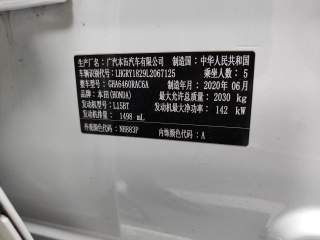 生产厂名: 广汽本田汽车有限公司 制造国: 中华人民共和国
车辆识别代号: LHGRY1829L2067125 乘坐人数: 5
整车型号: GHA6460RAC6A 制造年月: 2020年06月
品牌: 本田(HONDA) 最大允许总质量: 2030 kg
发动机型号: L15BT 发动机最大净功率: 142 kW
发动机排量: 1498 mL
外饰颜色代号: NH883P 内饰颜色代号: A